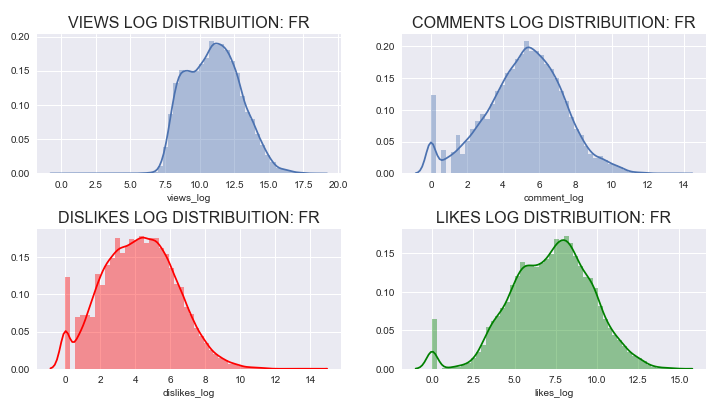 VIEWS LOG DISTRIBUITION: FR
0.20
0.15
0.10
0.05
0.00
0.0 2.5 5.0 7.5 10.0 12.5 15.0 17.5 20.0
views_log
COMMENTS LOG DISTRIBUITION: FR
0.20
0.15
0.10
0.05
0.00
0 2 4 6 8 10 12 14
comment_log
DISLIKES LOG DISTRIBUITION: FR
0.15
0.10
0.05
0.00
0 2 4 6 8 10 12 14
dislikes_log
LIKES LOG DISTRIBUITION: FR
0.15
0.10
0.05
0.00
0.0 2.5 5.0 7.5 10.0 12.5 15.0
likes_log